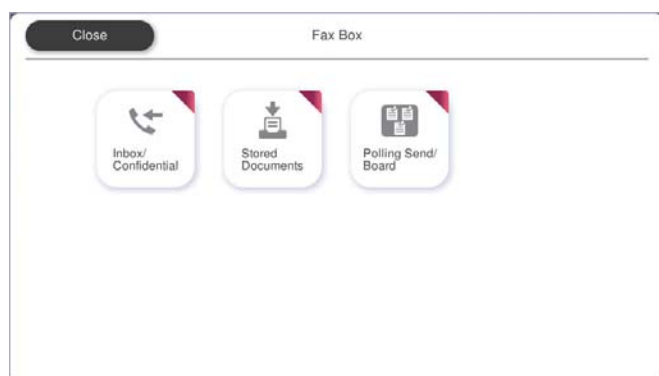 Close
Fax Box
Inbox/
Confidential
Stored
Documents
Polling Send/
Board